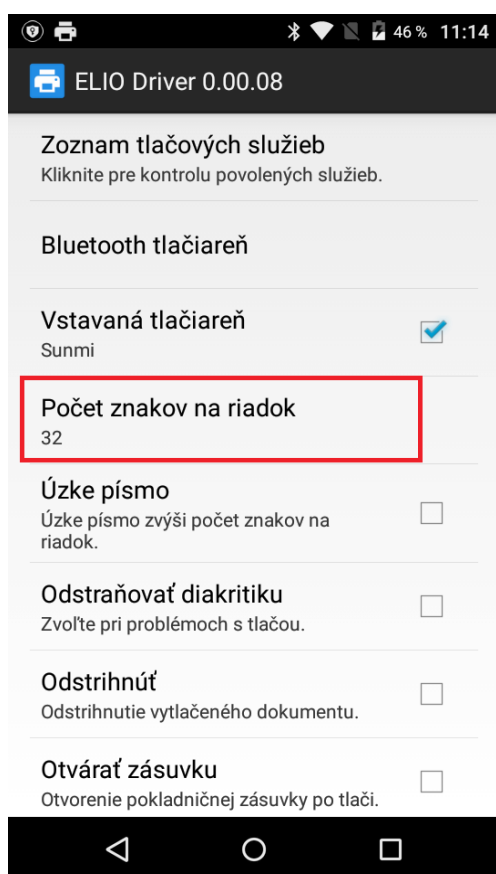 46 % 11:14
ELIO Driver 0.00.08
Zoznam tlačových služieb
Kliknite pre kontrolu povolených služieb.
Bluetooth tlačiareň
Vstavaná tlačiareň
Sunmi
Počet znakov na riadok
32
Úzke písmo
Úzke písmo zvýši počet znakov na
riadok.
Odstraňovať diakritiku
Zvoľte pri problémoch s tlačou.
Odstrihnúť
Odstrihnutie vytlačeného dokumentu.
Otvárať zásuvku
Otvorenie pokladničnej zásuvky po tlači.